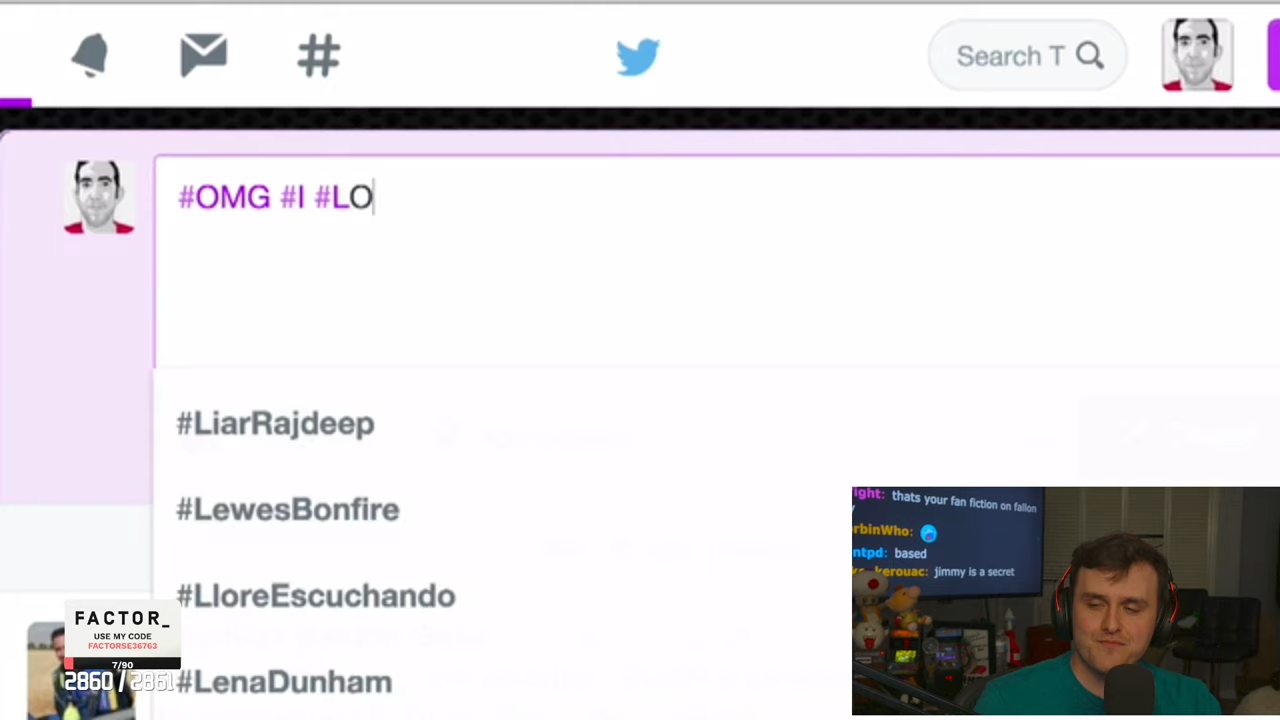 Search T
#OMG #I #LO
#LiarRajdeep
#LewesBonfire
#LloreEscuchando
#LenaDunham
ight: thats your fan fiction on fallon
rbinWho:
ntpd: based
kerouac: jimmy is a secret
FACTOR_
USE MY CODE
FACTORSE36763
7/90
2860 / 2861